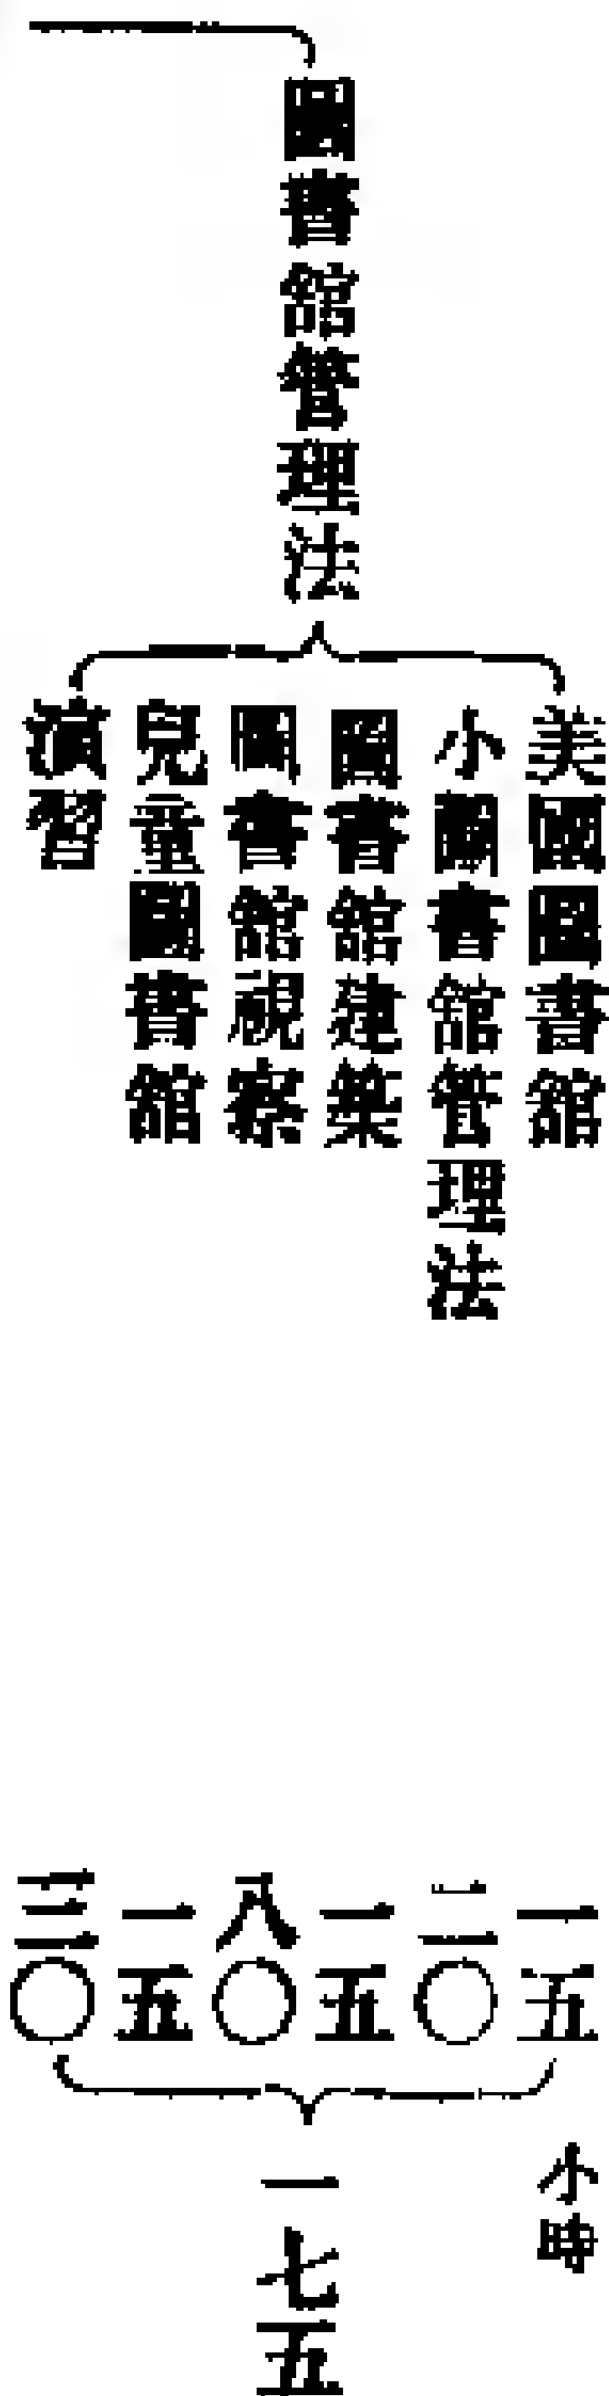 圖書館管理法
美國圖書館
小圖書館管理法
圖書館建築
圖書館視察
兒童圖書館
演習
一五
二〇
一五
八〇
一五
三〇
小時
一七五